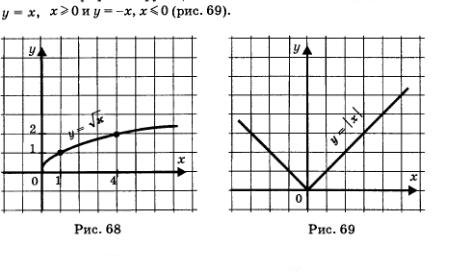 y = x, x ⩾ 0 и y = –x, x ⩽ 0 (рис. 69).
y
2
1
0
1
4
x
y = √x
Рис. 68
y
0
x
y = |x|
Рис. 69